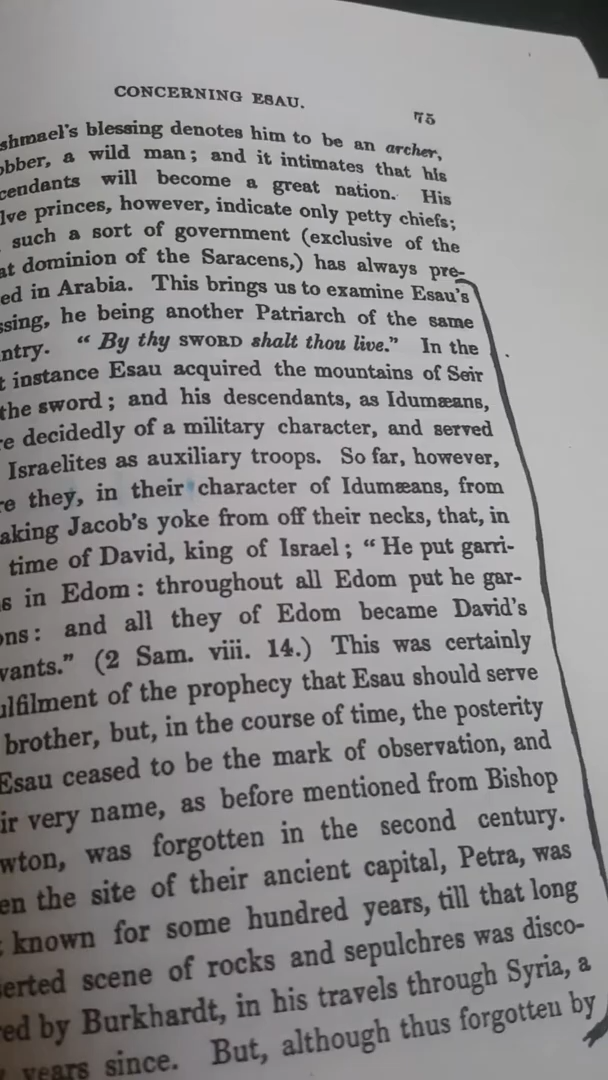 CONCERNING ESAU.
75
shmael's blessing denotes him to be an archer,
obber, a wild man; and it intimates that his
cendants will become a great nation. His
lve princes, however, indicate only petty chiefs;
such a sort of government (exclusive of the
at dominion of the Saracens,) has always pre-
ed in Arabia. This brings us to examine Esau's
ssing, he being another Patriarch of the same
ntry. "By thy SWORD shalt thou live." In the
t instance Esau acquired the mountains of Seir
the sword; and his descendants, as Idumæans,
re decidedly of a military character, and served
Israelites as auxiliary troops. So far, however,
re they, in their character of Idumæans, from
aking Jacob's yoke from off their necks, that, in
time of David, king of Israel; "He put garri-
s in Edom: throughout all Edom put he gar-
ons: and all they of Edom became David's
vants." (2 Sam. viii. 14.) This was certainly
ulfilment of the prophecy that Esau should serve
brother, but, in the course of time, the posterity
Esau ceased to be the mark of observation, and
ir very name, as before mentioned from Bishop
wton, was forgotten in the second century.
en the site of their ancient capital, Petra, was
t known for some hundred years, till that long
serted scene of rocks and sepulchres was disco-
red by Burkhardt, in his travels through Syria, a
years since. But, although thus forgotten by